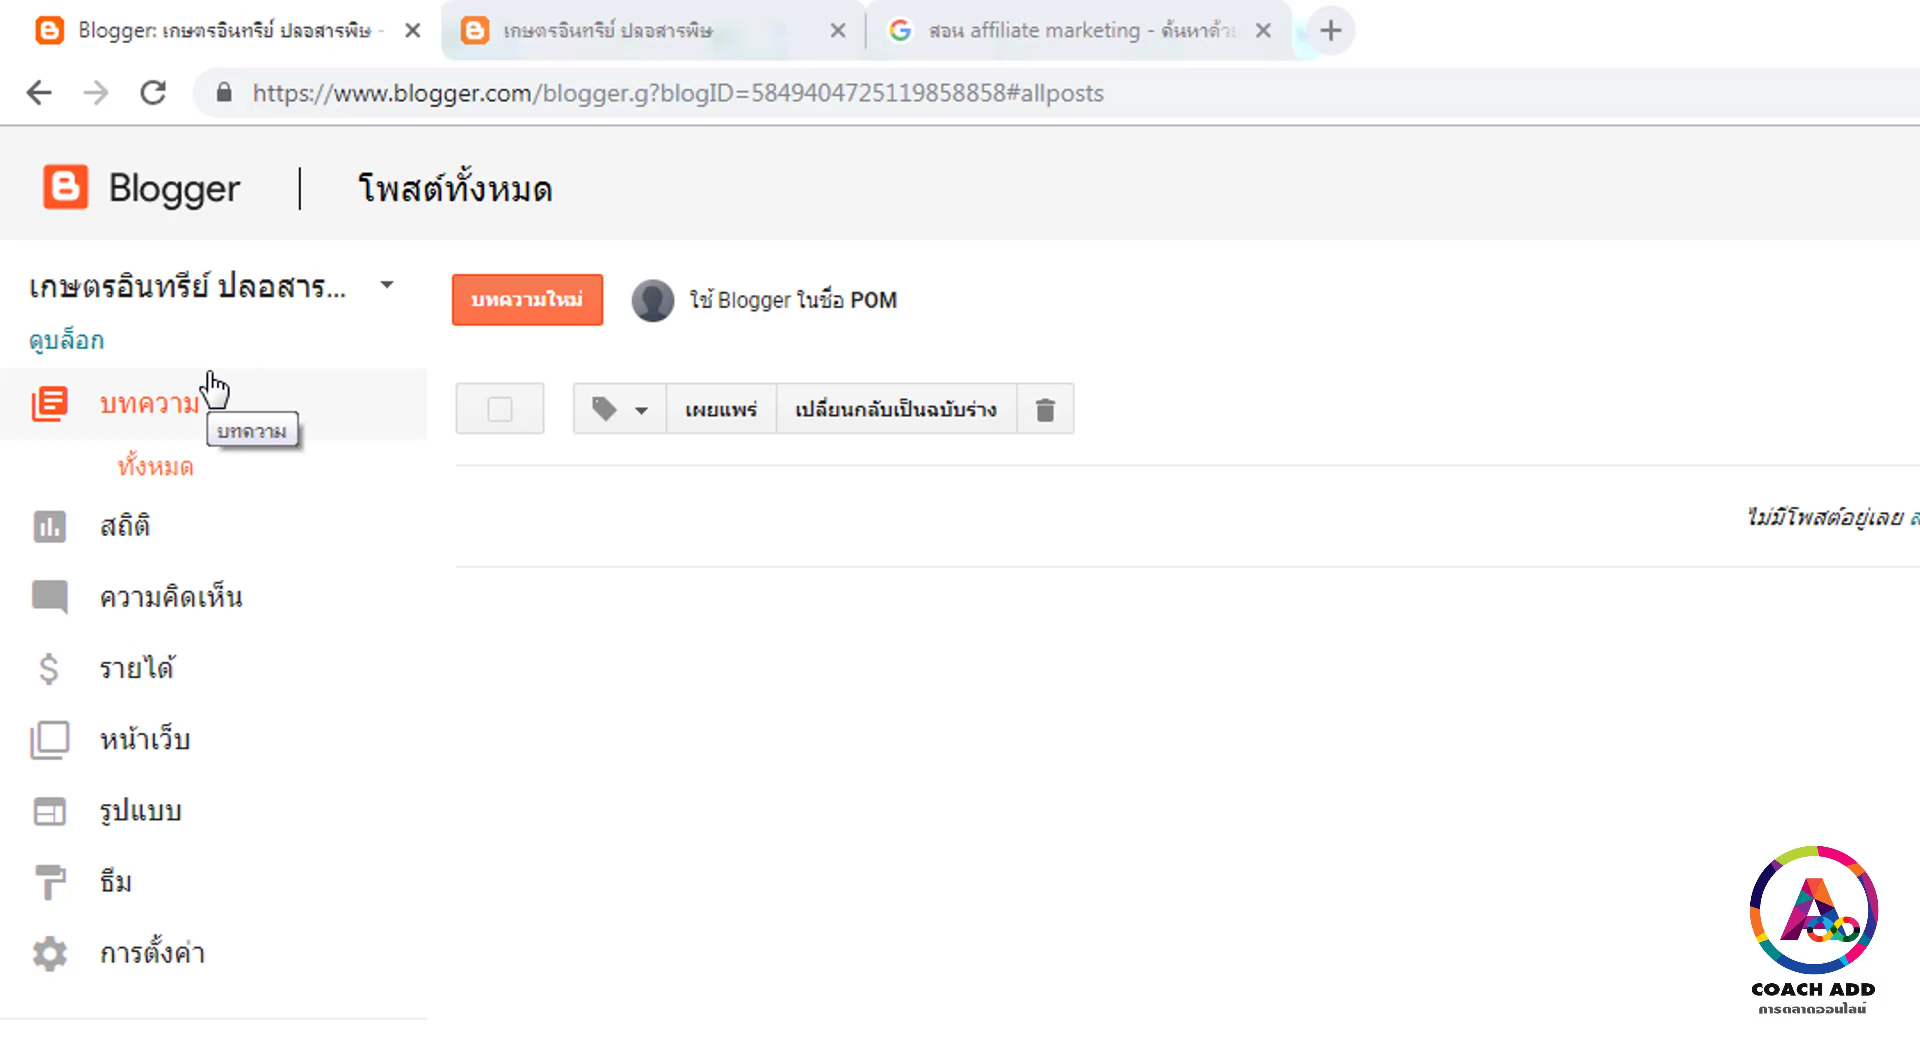 Blogger: เกษตรอินทรีย์ ปลอสารพิษ -
เกษตรอินทรีย์ ปลอสารพิษ
สอน affiliate marketing - ค้นหาด้วย
https://www.blogger.com/blogger.g?blogID=5849404725119858858#allposts
Blogger
โพสต์ทั้งหมด
เกษตรอินทรีย์ ปลอสาร...
ดูบล็อก
บทความใหม่
ใช้ Blogger ในชื่อ POM
บทความ
บทความ
ทั้งหมด
เผยแพร่
เปลี่ยนกลับเป็นฉบับร่าง
ไม่มีโพสต์อยู่เลย
สถิติ
ความคิดเห็น
รายได้
หน้าเว็บ
รูปแบบ
ธีม
การตั้งค่า
COACH ADD
การตลาดออนไลน์